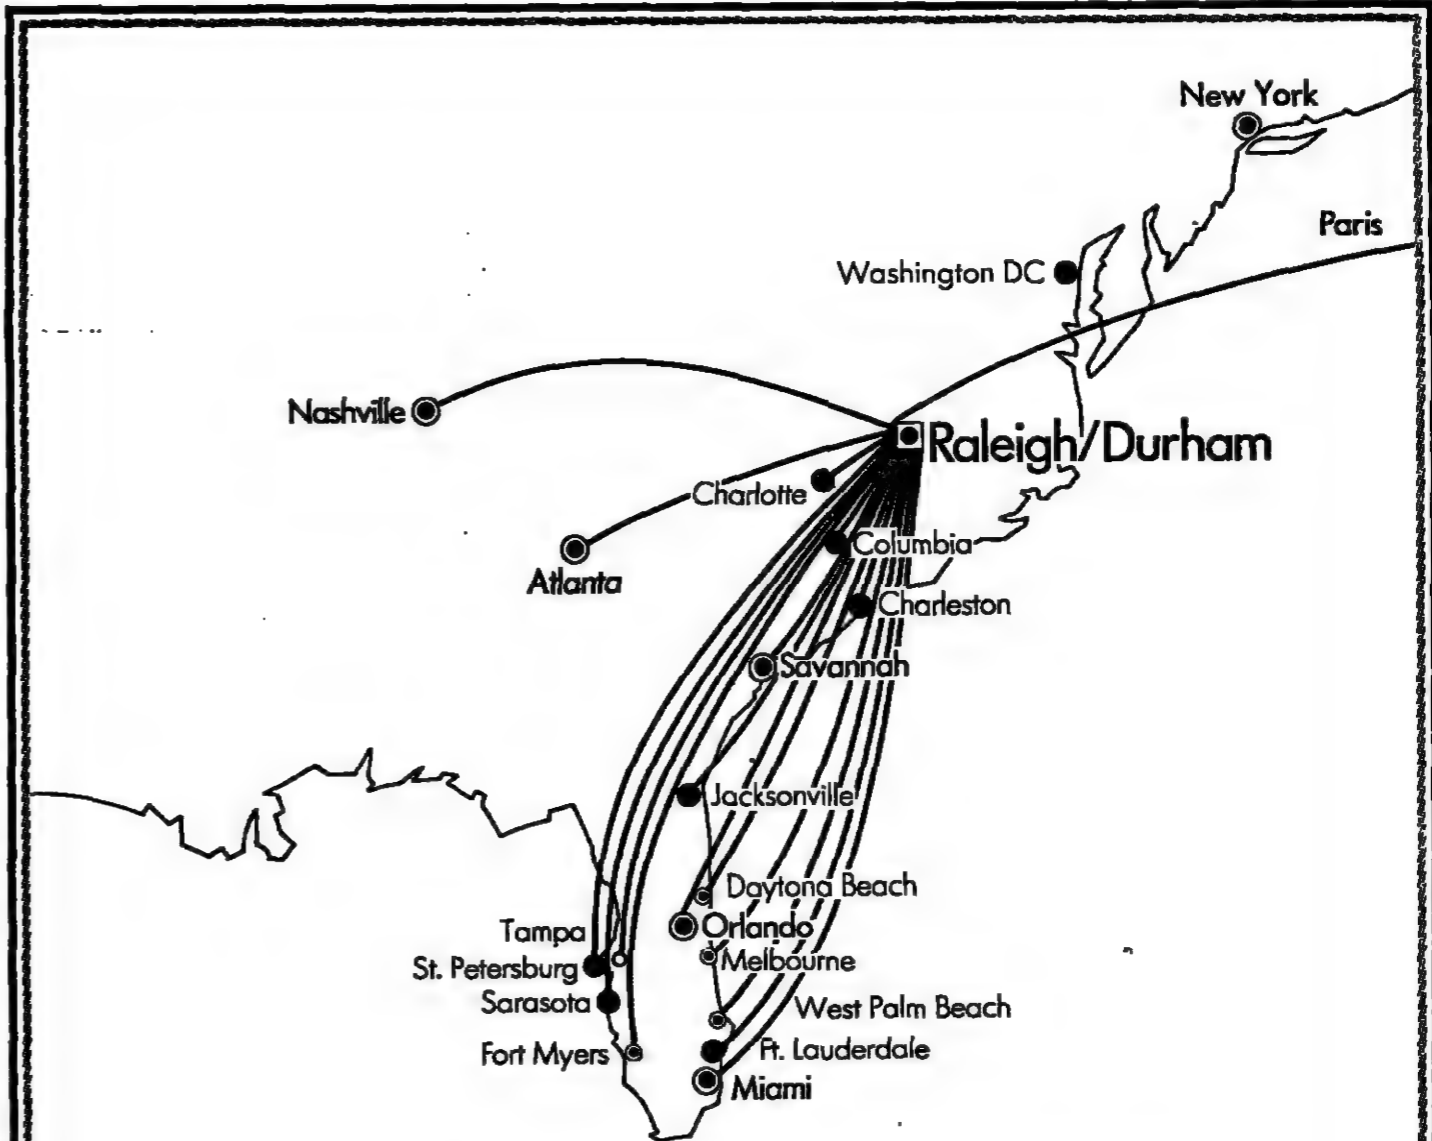 New York
Paris
Washington DC
Nashville
Raleigh/Durham
Charlotte
Columbia
Atlanta
Charleston
Savannah
Jacksonville
Daytona Beach
Orlando
Tampa
St. Petersburg
Melbourne
Sarasota
West Palm Beach
Fort Myers
Ft. Lauderdale
Miami